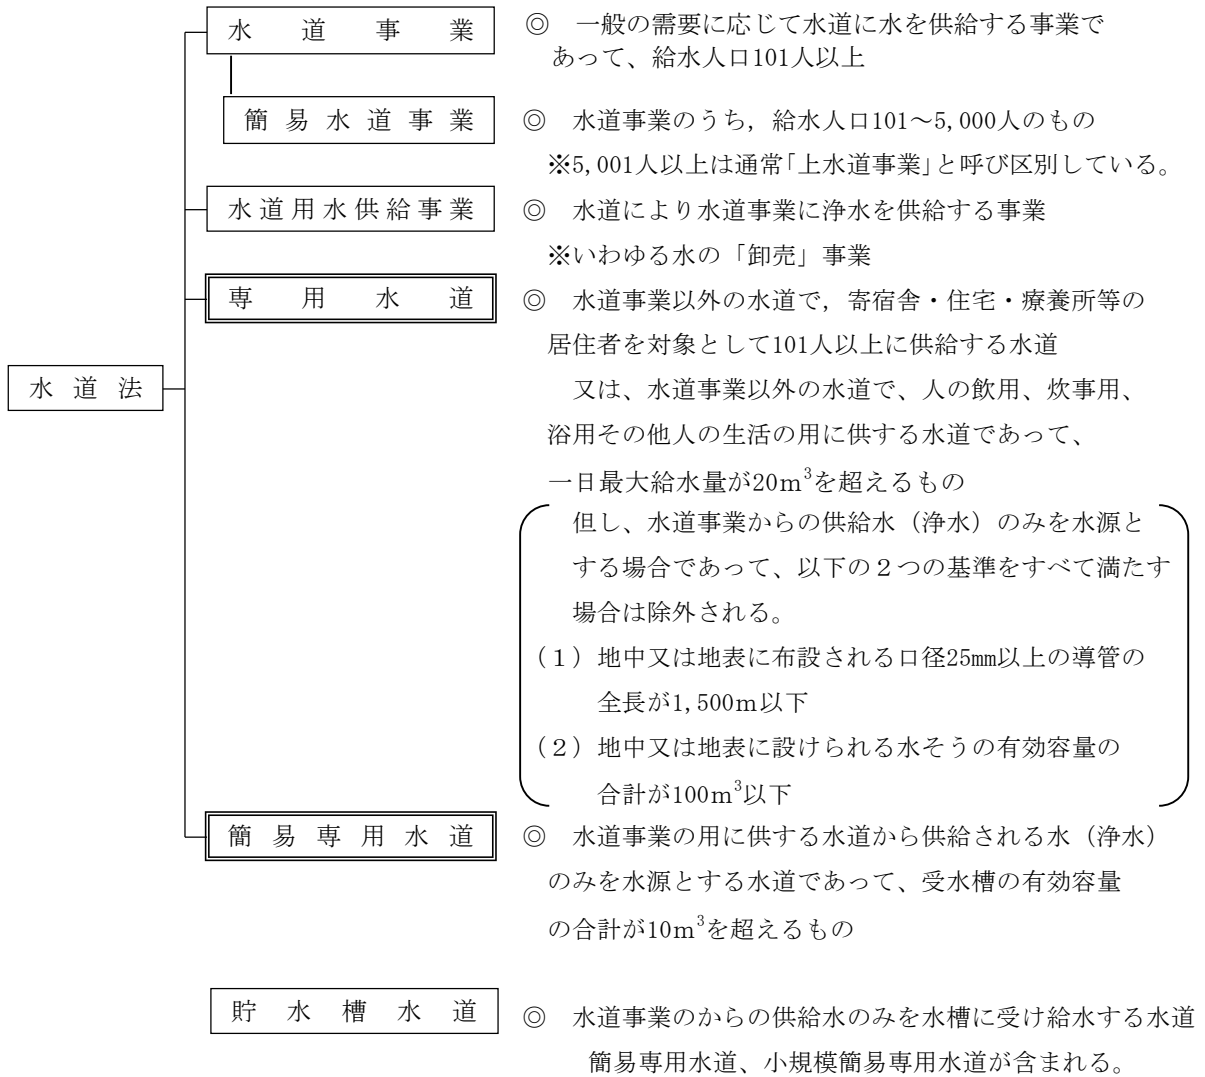 水道事業
◎　一般の需要に応じて水道に水を供給する事業で
あって、給水人口101人以上
簡易水道事業
◎　水道事業のうち，給水人口101～5,000人のもの
※5,001人以上は通常「上水道事業」と呼び区別している。
水道用水供給事業
◎　水道により水道事業に浄水を供給する事業
※いわゆる水の「卸売」事業
専用水道
◎　水道事業以外の水道で，寄宿舎・住宅・療養所等の
居住者を対象として101人以上に供給する水道
水道法
又は、水道事業以外の水道で、人の飲用、炊事用、
浴用その他人の生活の用に供する水道であって、
一日最大給水量が20m³を超えるもの
但し、水道事業からの供給水（浄水）のみを水源と
する場合であって、以下の２つの基準をすべて満たす
場合は除外される。
（１）地中又は地表に布設される口径25㎜以上の導管の
全長が1,500ｍ以下
（２）地中又は地表に設けられる水そうの有効容量の
合計が100ｍ³以下
簡易専用水道
◎　水道事業の用に供する水道から供給される水（浄水）
のみを水源とする水道であって、受水槽の有効容量
の合計が10ｍ³を超えるもの
貯水槽水道
◎　水道事業のからの供給水のみを水槽に受け給水する水道
簡易専用水道、小規模簡易専用水道が含まれる。